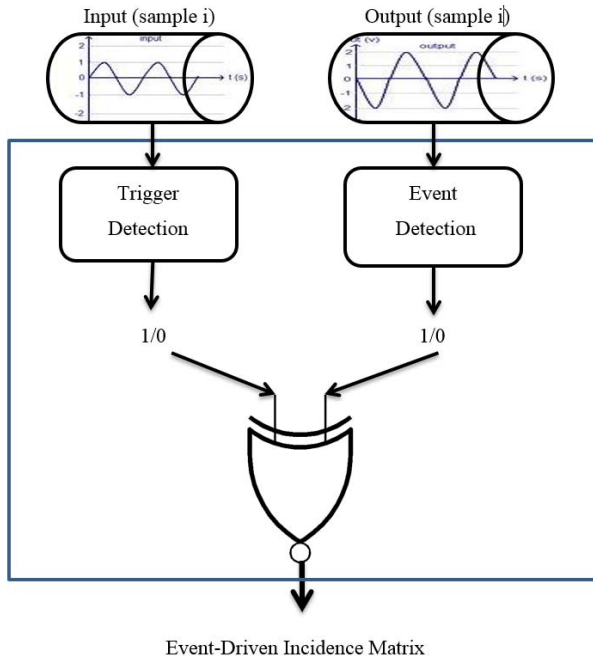 Input (sample i)
Output (sample i)
input
2
1
0
-1
-2
t (s)
(v)
output
2
1
0
-1
-2
t (s)
Trigger
Detection
Event
Detection
1/0
1/0
Event-Driven Incidence Matrix